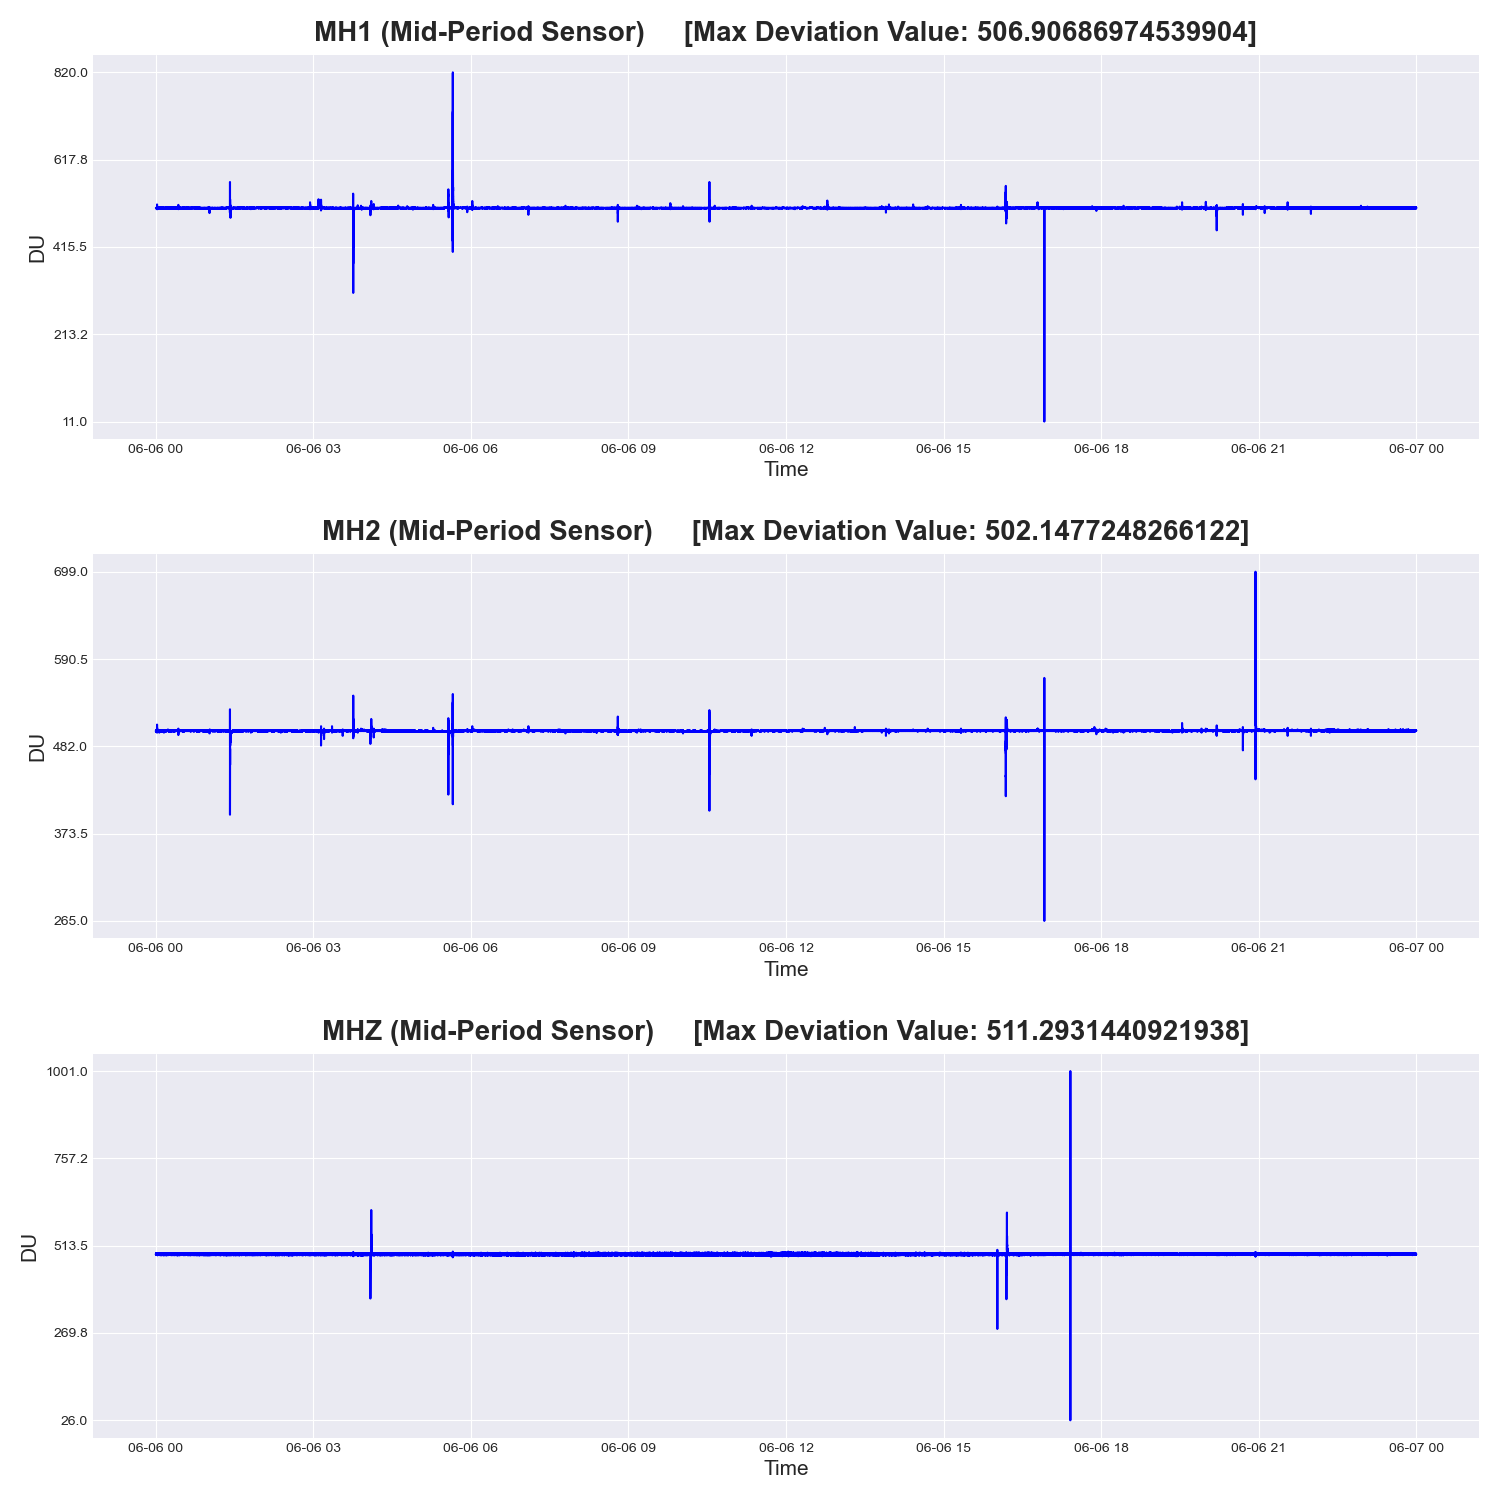 MH1 (Mid-Period Sensor) [Max Deviation Value: 506.90686974539904]
820.0
617.8
415.5
213.2
11.0
DU
06-06 00 06-06 03 06-06 06 06-06 09 06-06 12 06-06 15 06-06 18 06-06 21 06-07 00
Time
MH2 (Mid-Period Sensor) [Max Deviation Value: 502.1477248266122]
699.0
590.5
482.0
373.5
265.0
DU
06-06 00 06-06 03 06-06 06 06-06 09 06-06 12 06-06 15 06-06 18 06-06 21 06-07 00
Time
MHZ (Mid-Period Sensor) [Max Deviation Value: 511.2931440921938]
1001.0
757.2
513.5
269.8
26.0
DU
06-06 00 06-06 03 06-06 06 06-06 09 06-06 12 06-06 15 06-06 18 06-06 21 06-07 00
Time